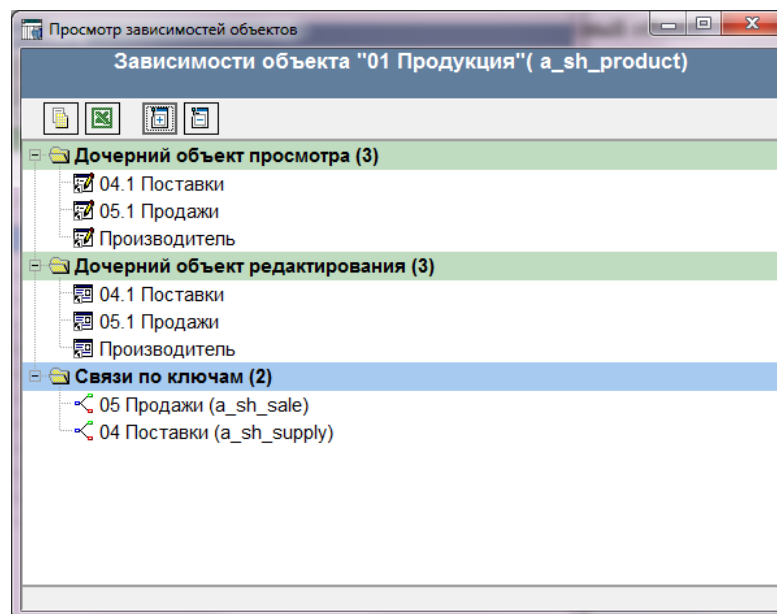 Просмотр зависимостей объектов
Зависимости объекта "01 Продукция"( a_sh_product)
Дочерний объект просмотра (3)
04.1 Поставки
05.1 Продажи
Производитель
Дочерний объект редактирования (3)
04.1 Поставки
05.1 Продажи
Производитель
Связи по ключам (2)
05 Продажи (a_sh_sale)
04 Поставки (a_sh_supply)